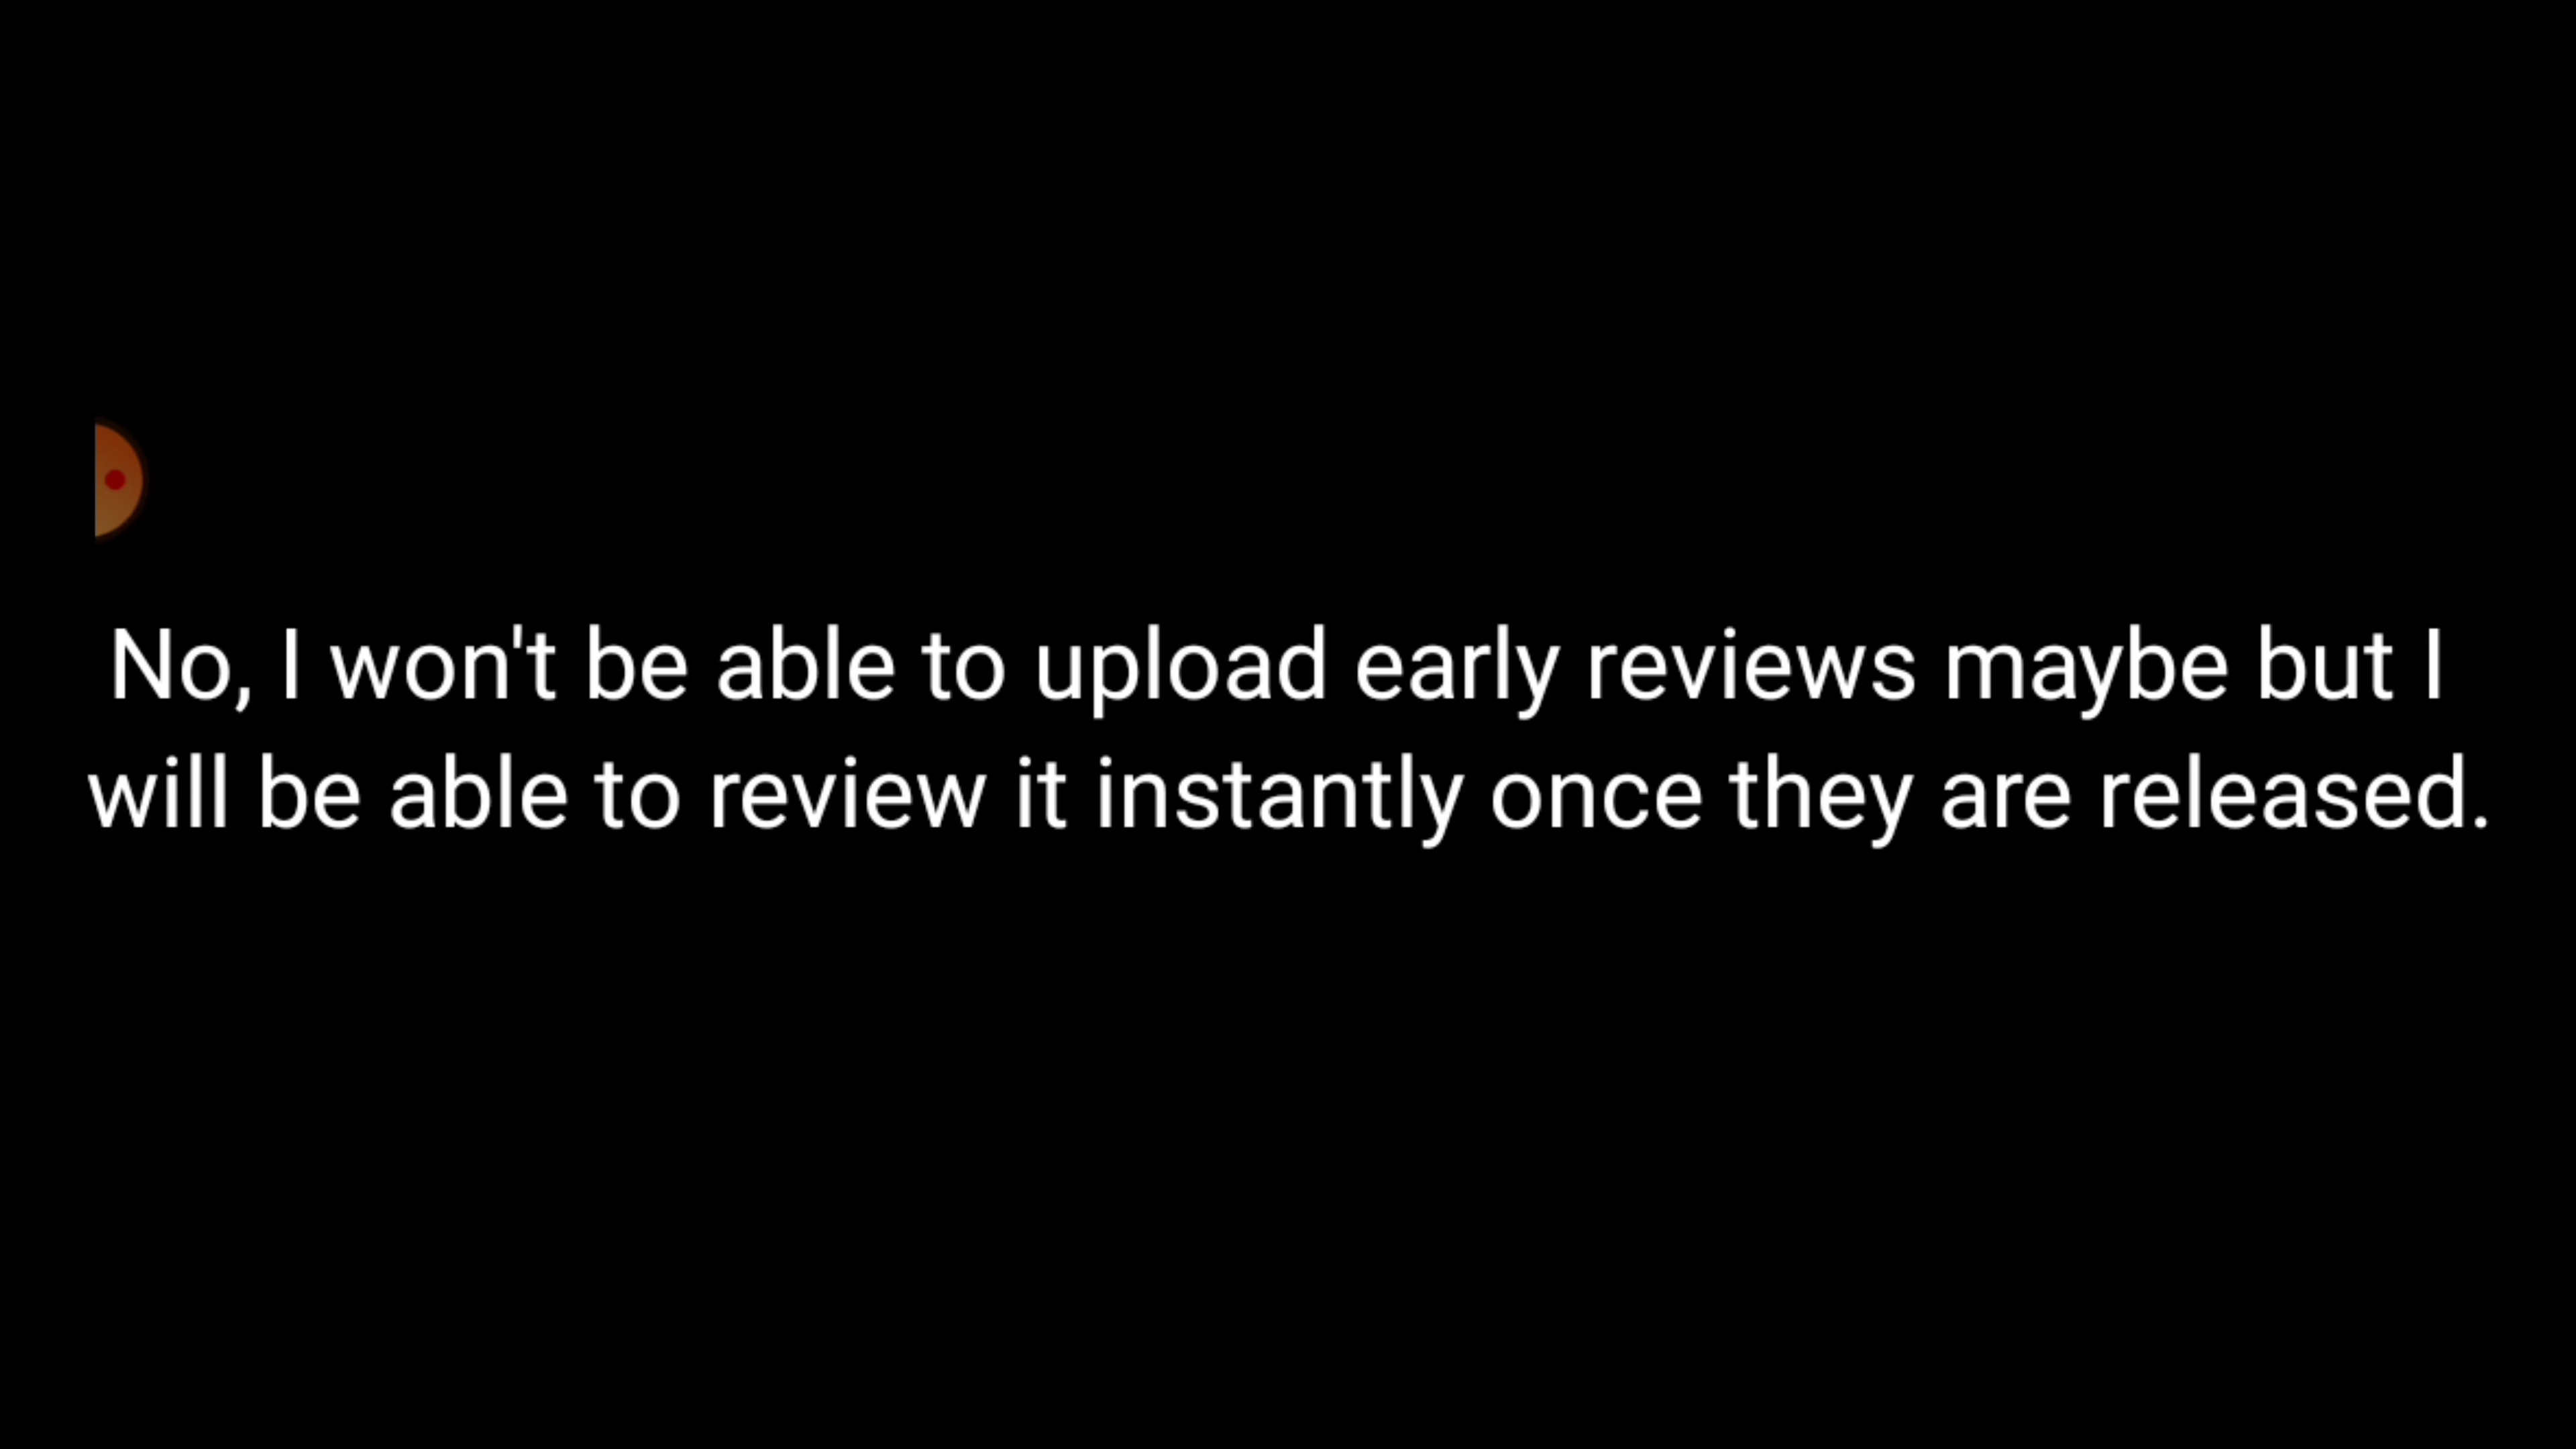 No, I won't be able to upload early reviews maybe but I
will be able to review it instantly once they are released.